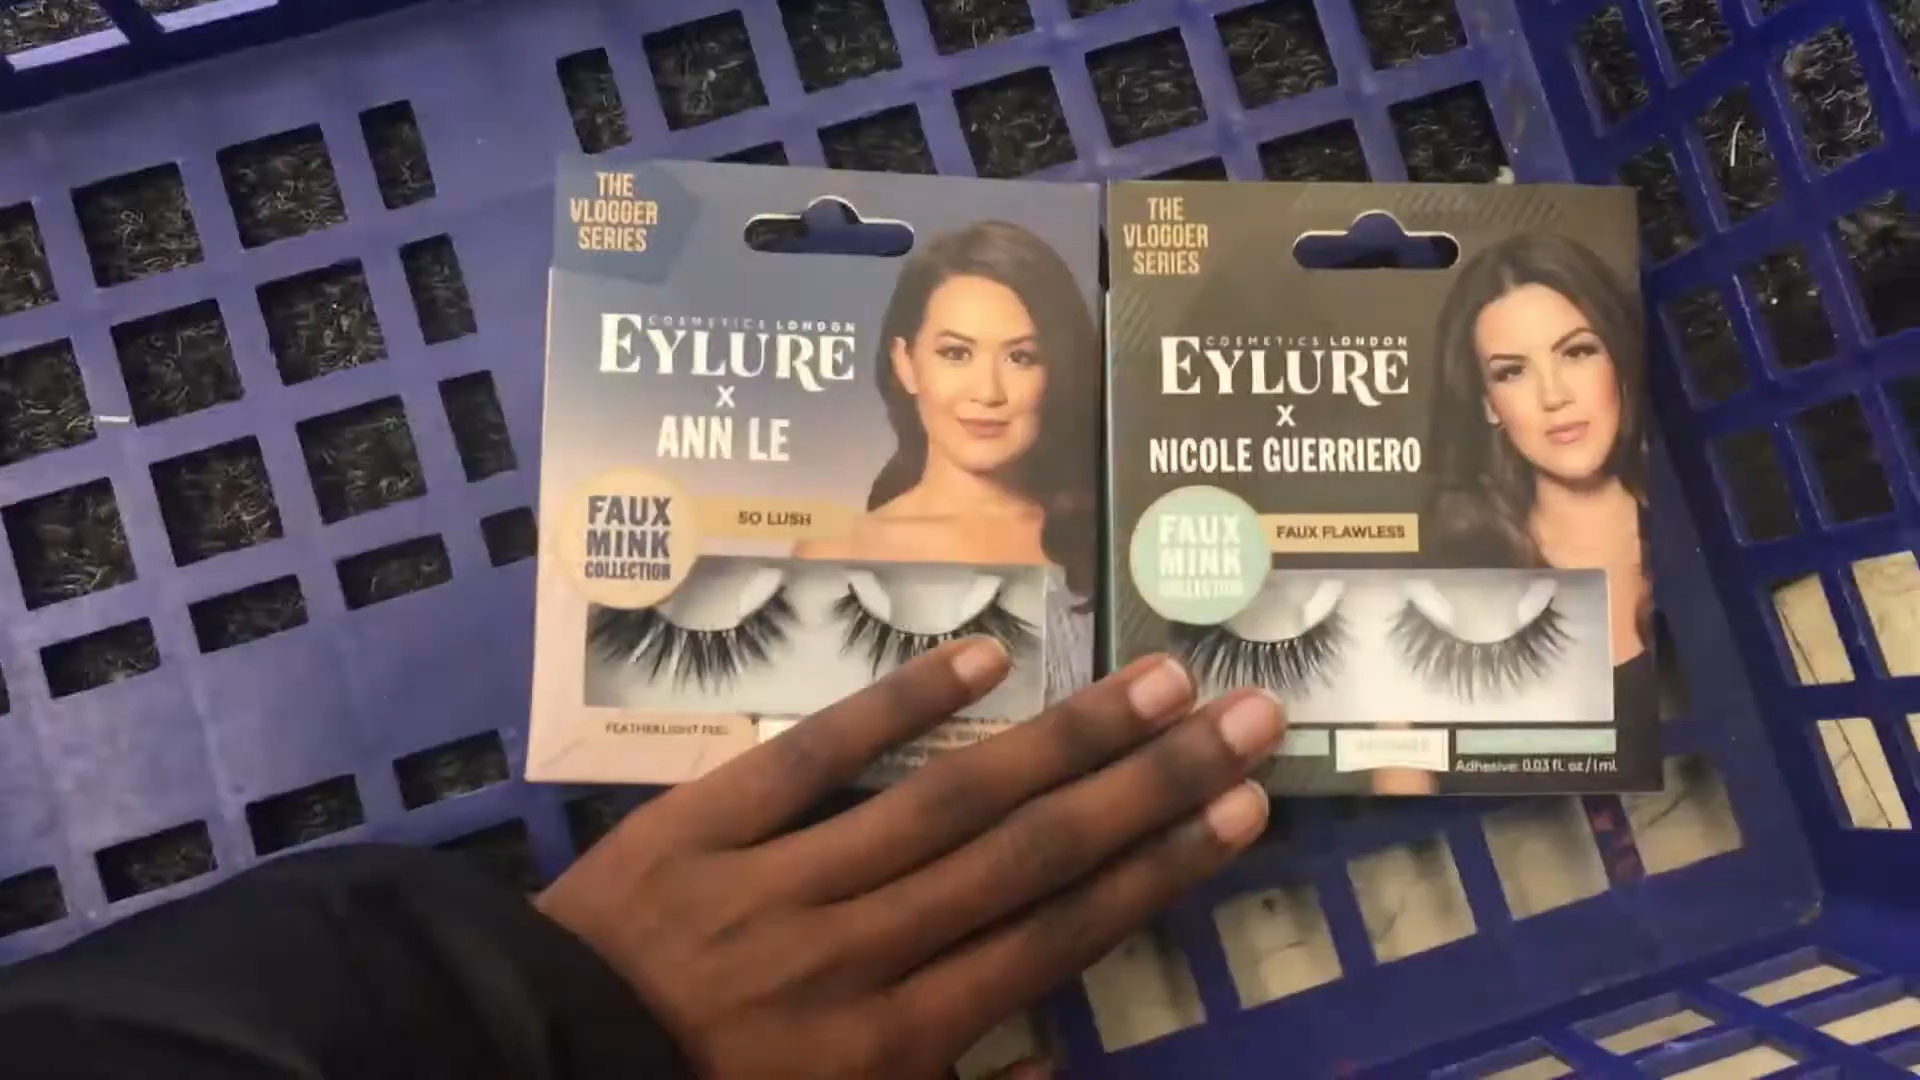 THE
VLOGGER
SERIES
COSMETICS LONDON
EYLURE
X
ANN LE
FAUX
MINK
COLLECTION
SO LUSH
FEATHERLIGHT FEEL
THE
VLOGGER
SERIES
COSMETICS LONDON
EYLURE
X
NICOLE GUERRIERO
FAUX
MINK
COLLECTION
FAUX FLAWLESS
Adhesive: 0.03 fl. oz/1ml